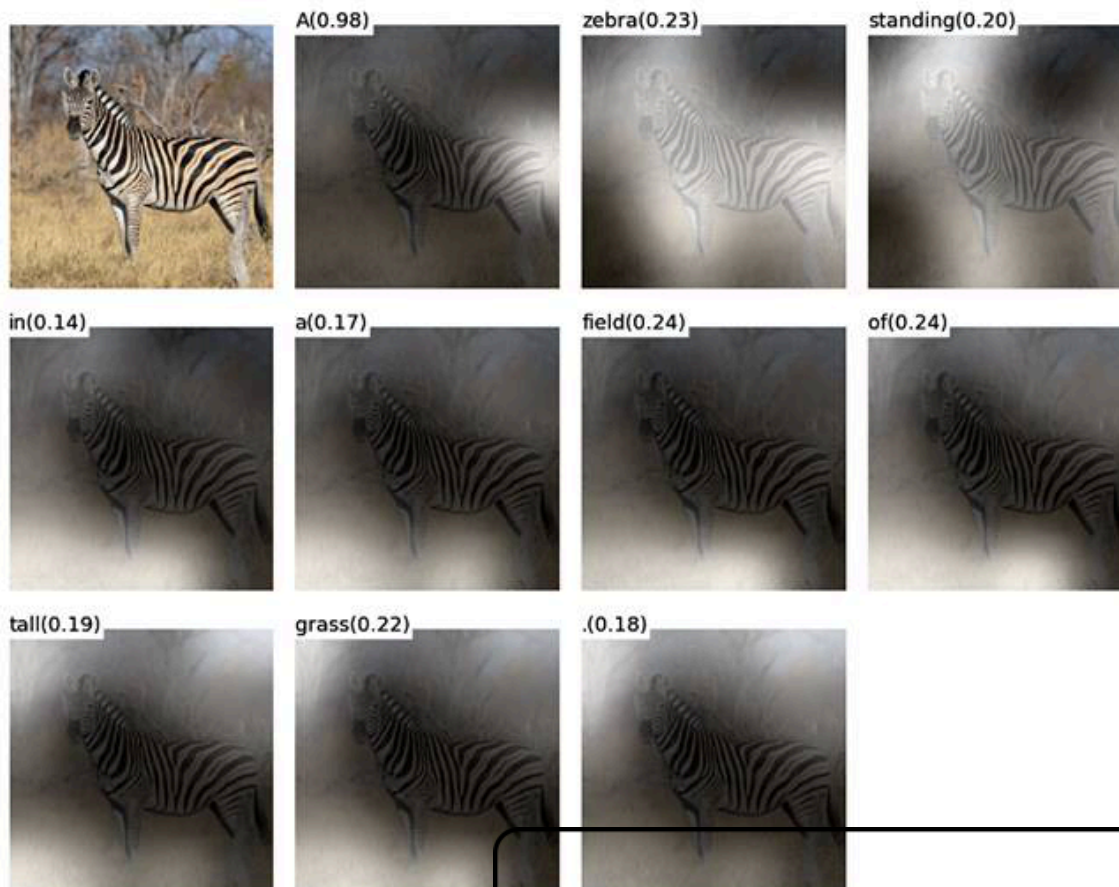 A(0.98) zebra(0.23) standing(0.20)
in(0.14) a(0.17) field(0.24) of(0.24)
tall(0.19) grass(0.22) .(0.18)